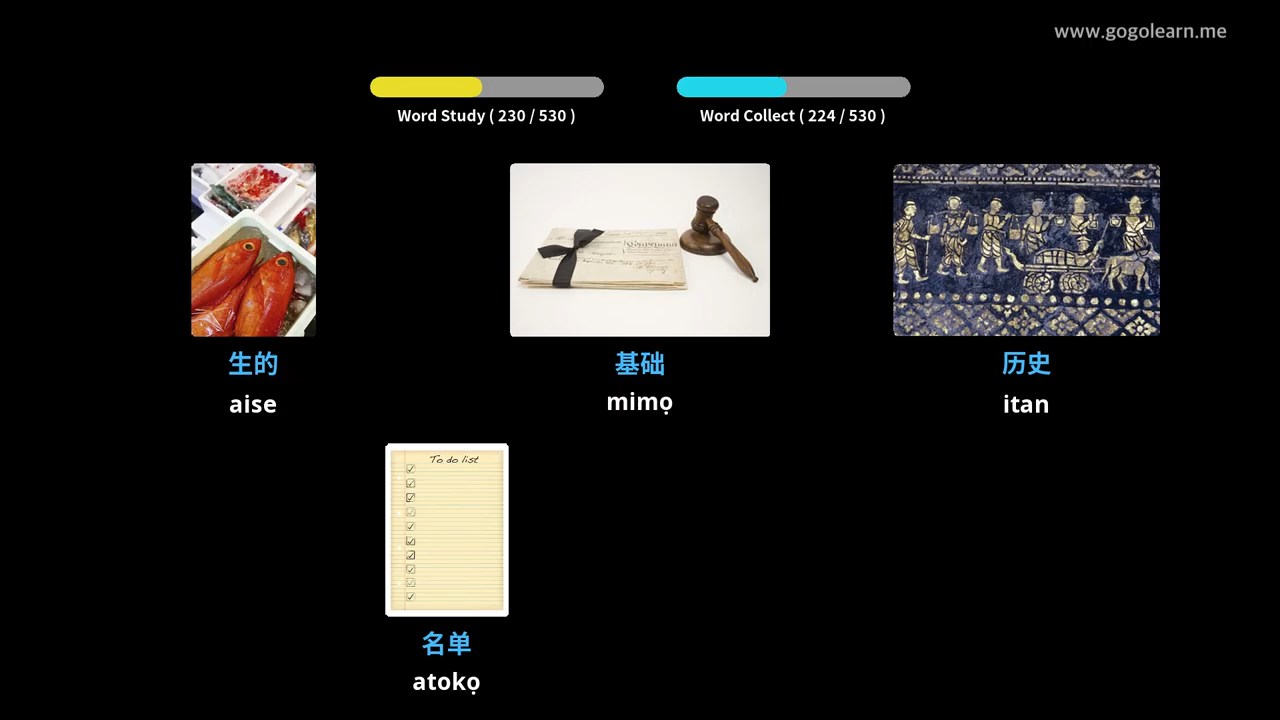 www.gogolearn.me
Word Study ( 230 / 530 )
Word Collect ( 224 / 530 )
生的
基础
历史
aise
mimọ
itan
To do list
名单
atokọ